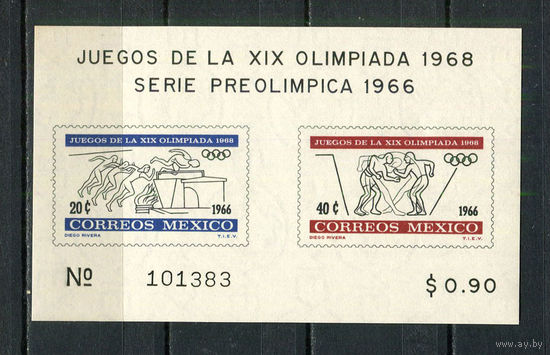 JUEGOS DE LA XIX OLIMPIADA 1968
SERIE PREOLIMPICA 1966
JUEGOS DE LA XIX OLIMPIADA 1968
20 ¢
1966
CORREOS MEXICO
DIEGO RIVERA
T.I.E.V.
JUEGOS DE LA XIX OLIMPIADA 1968
40 ¢
1966
CORREOS MEXICO
DIEGO RIVERA
T.I.E.V.
Nº 101383
$ 0.90
www.ay.by